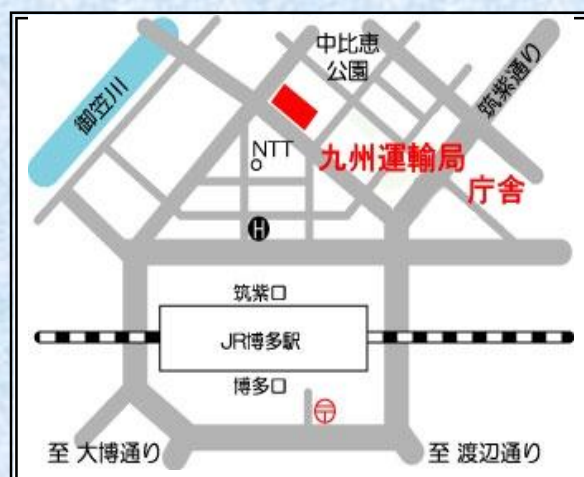 中比恵
公園
御笠川
筑紫通り
NTT
九州運輸局
庁舎
H
筑紫口
JR博多駅
博多口
〒
至 大博通り
至 渡辺通り